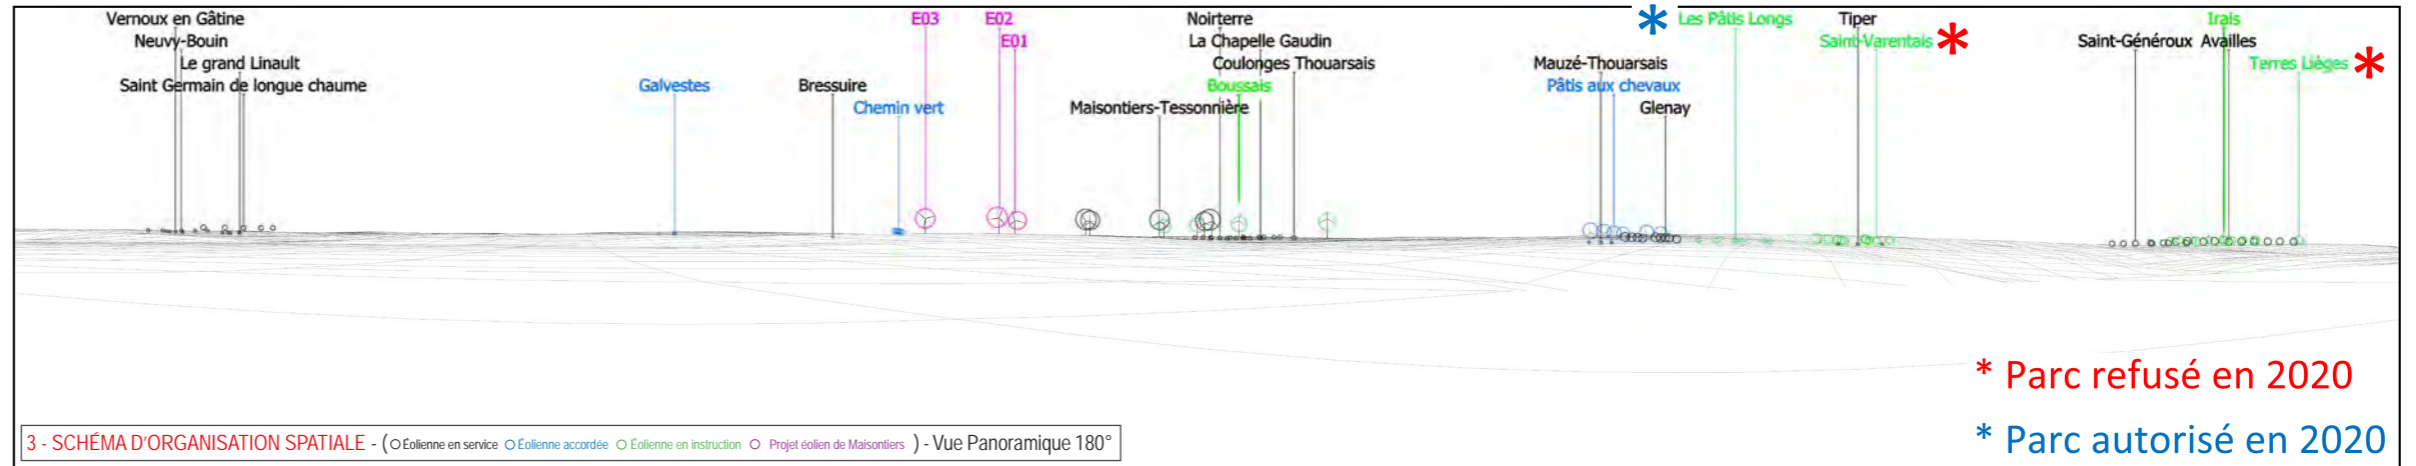 Vernoux en Gâtine
Neuvy-Bouin
Le grand Linault
Saint Germain de longue chaume
Galvestes
Bressuire
Chemin vert
E03
E02
E01
Noirterre
La Chapelle Gaudin
Coulonges Thouarsais
Boussais
Maisontiers-Tessonnière
Mauzé-Thouarsais
Pâtis aux chevaux
Glenay
* Les Pâtis Longs
Tiper
Saint-Varentais *
Saint-Généroux
Irais
Availles
Terres Lièges *
* Parc refusé en 2020
* Parc autorisé en 2020
3 - SCHÉMA D'ORGANISATION SPATIALE - ( Éolienne en service Éolienne accordée Éolienne en instruction Projet éolien de Maisontiers ) - Vue Panoramique 180°